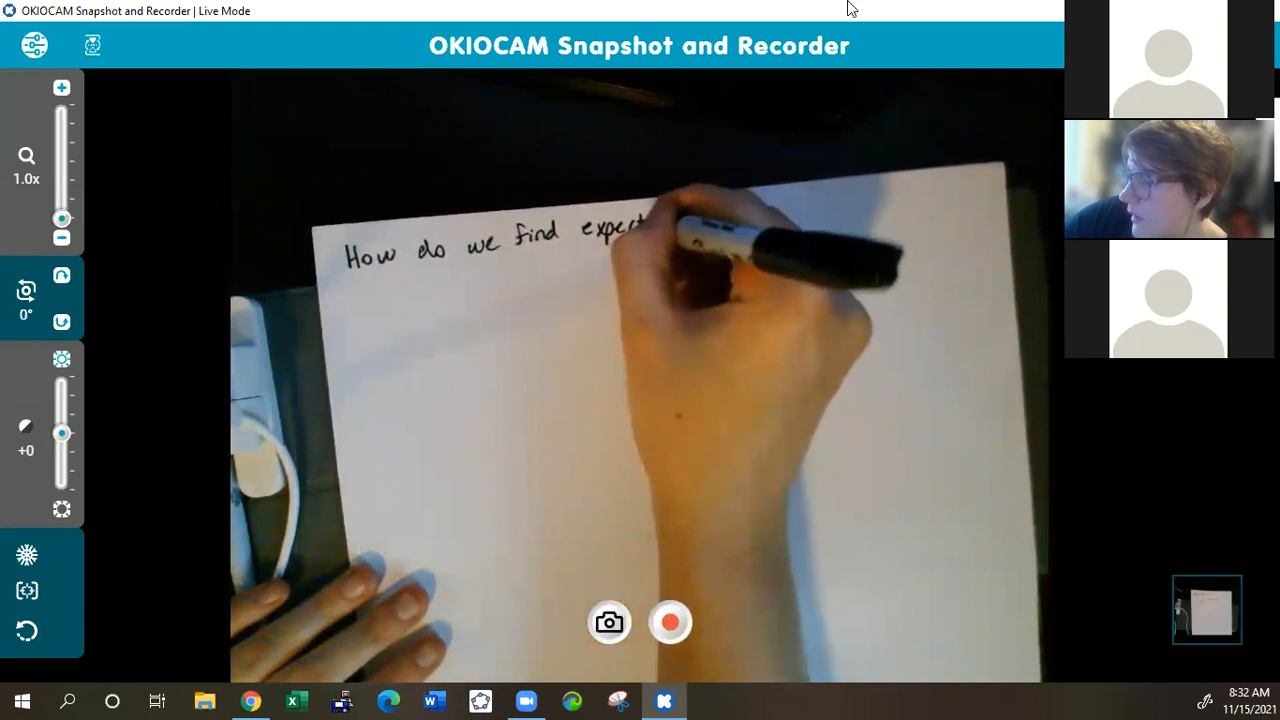 OKIOCAM Snapshot and Recorder | Live Mode
OKIOCAM Snapshot and Recorder
1.0x
How do we find expect
0°
+0
8:32 AM
11/15/2021